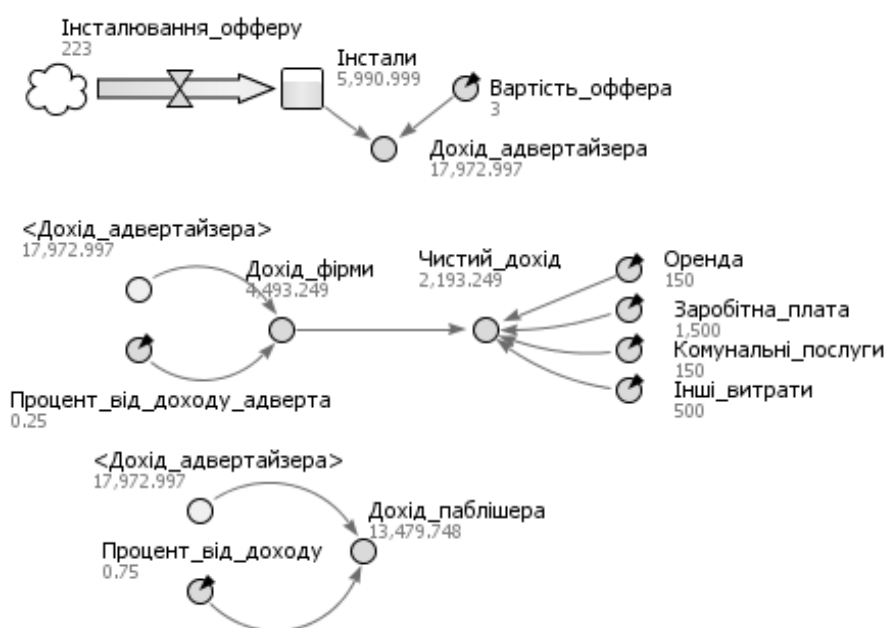 Інсталювання_офферу
223
Інстали
5,990.999
Вартість_оффера
3
Дохід_адвертайзера
17,972.997
<Дохід_адвертайзера>
17,972.997
Дохід_фірми
4,493.249
Чистий_дохід
2,193.249
Оренда
150
Заробітна_плата
1,500
Комунальні_послуги
150
Процент_від_доходу_адверта
0.25
Інші_витрати
500
<Дохід_адвертайзера>
17,972.997
Дохід_паблішера
13,479.748
Процент_від_доходу
0.75